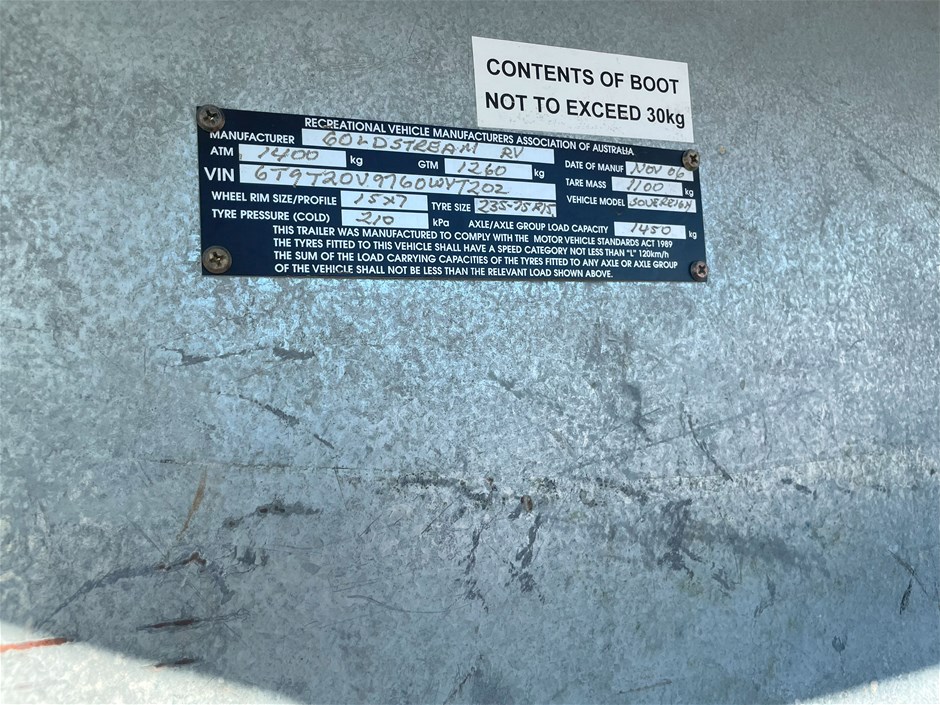 CONTENTS OF BOOT
NOT TO EXCEED 30kg
RECREATIONAL VEHICLE MANUFACTURERS ASSOCIATION OF AUSTRALIA
MANUFACTURER GOLDSTREAM RV
ATM 1400 kg GTM 1260 kg DATE OF MANUF NOV 06
VIN 6T9T20V9760WVT202 TARE MASS 1100 kg
WHEEL RIM SIZE/PROFILE 15X7 TYRE SIZE 235-75R15 VEHICLE MODEL SOVEREIGN
TYRE PRESSURE (COLD) 210 kPa AXLE/AXLE GROUP LOAD CAPACITY 1450 kg
THIS TRAILER WAS MANUFACTURED TO COMPLY WITH THE MOTOR VEHICLE STANDARDS ACT 1989
THE TYRES FITTED TO THIS VEHICLE SHALL HAVE A SPEED CATEGORY NOT LESS THAN "L" 120km/h
THE SUM OF THE LOAD CARRYING CAPACITIES OF THE TYRES FITTED TO ANY AXLE OR AXLE GROUP
OF THE VEHICLE SHALL NOT BE LESS THAN THE RELEVANT LOAD SHOWN ABOVE.